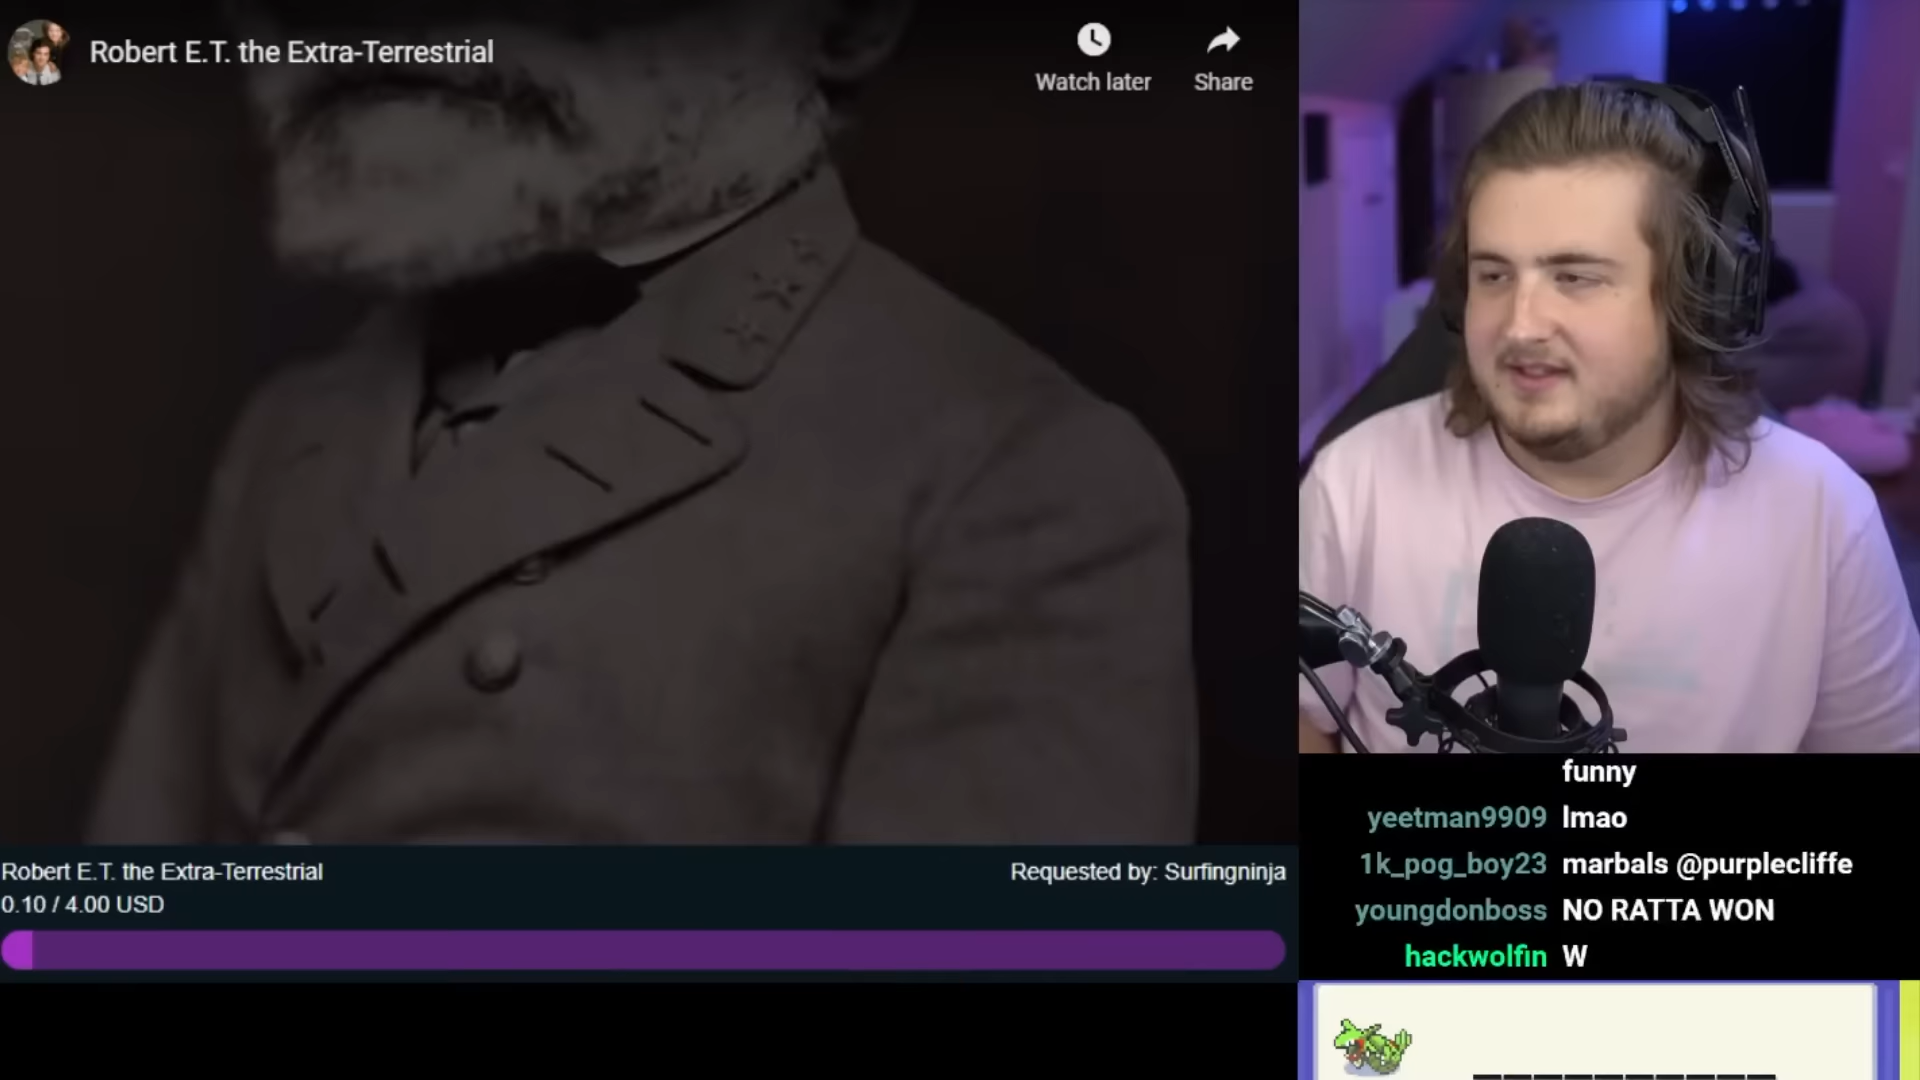 Robert E.T. the Extra-Terrestrial
Watch later
Share
Robert E.T. the Extra-Terrestrial
Requested by: Surfingninja
0.10 / 4.00 USD
funny
yeetman9909 lmao
1k_pog_boy23 marbals @purplecliffe
youngdonboss NO RATTA WON
hackwolfin W